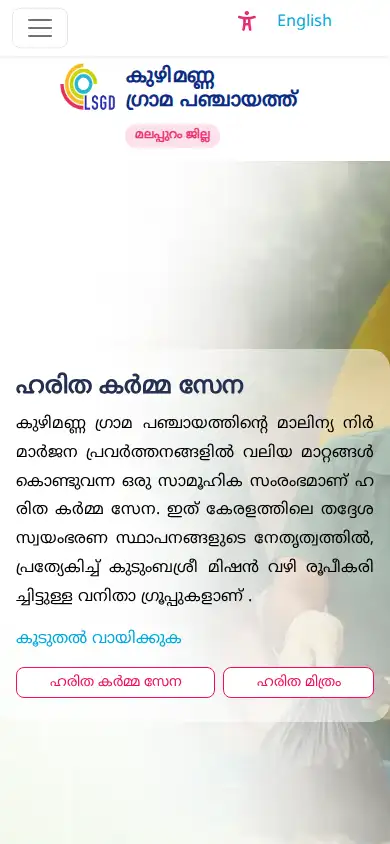 English
LSGD
കുഴിമണ്ണ
ഗ്രാമ പഞ്ചായത്ത്
മലപ്പുറം ജില്ല
ഹരിത കർമ്മ സേന
കുഴിമണ്ണ ഗ്രാമ പഞ്ചായത്തിന്റെ മാലിന്യ നിർ
മാർജന പ്രവർത്തനങ്ങളിൽ വലിയ മാറ്റങ്ങൾ
കൊണ്ടുവന്ന ഒരു സാമൂഹിക സംരംഭമാണ് ഹ
രിത കർമ്മ സേന. ഇത് കേരളത്തിലെ തദ്ദേശ
സ്വയംഭരണ സ്ഥാപനങ്ങളുടെ നേതൃത്വത്തിൽ,
പ്രത്യേകിച്ച് കുടുംബശ്രീ മിഷൻ വഴി രൂപീകരി
ച്ചിട്ടുള്ള വനിതാ ഗ്രൂപ്പുകളാണ് .
കൂടുതൽ വായിക്കുക
ഹരിത കർമ്മ സേന
ഹരിത മിത്രം